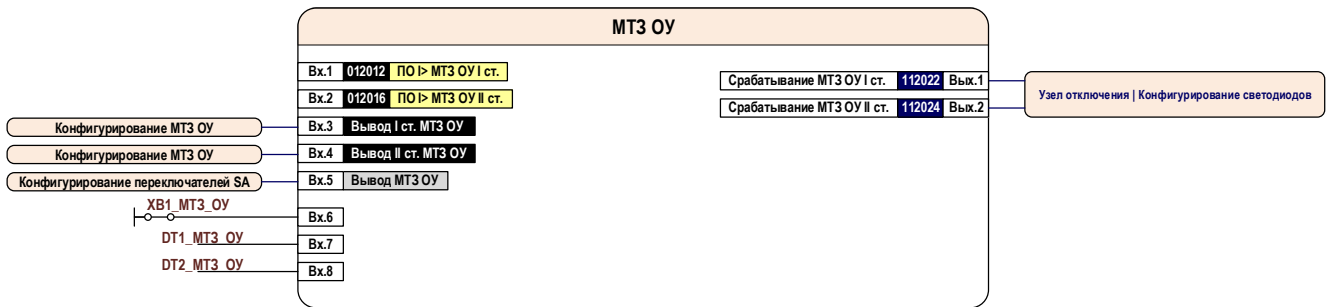 МТЗ ОУ
Вх.1 012012 ПО I> МТЗ ОУ I ст.
Вх.2 012016 ПО I> МТЗ ОУ II ст.
Конфигурирование МТЗ ОУ Вх.3 Вывод I ст. МТЗ ОУ
Конфигурирование МТЗ ОУ Вх.4 Вывод II ст. МТЗ ОУ
Конфигурирование переключателей SA Вх.5 Вывод МТЗ ОУ
XB1_МТЗ_ОУ Вх.6
DT1_МТЗ_ОУ Вх.7
DT2_МТЗ_ОУ Вх.8
Срабатывание МТЗ ОУ I ст. 112022 Вых.1
Срабатывание МТЗ ОУ II ст. 112024 Вых.2
Узел отключения | Конфигурирование светодиодов